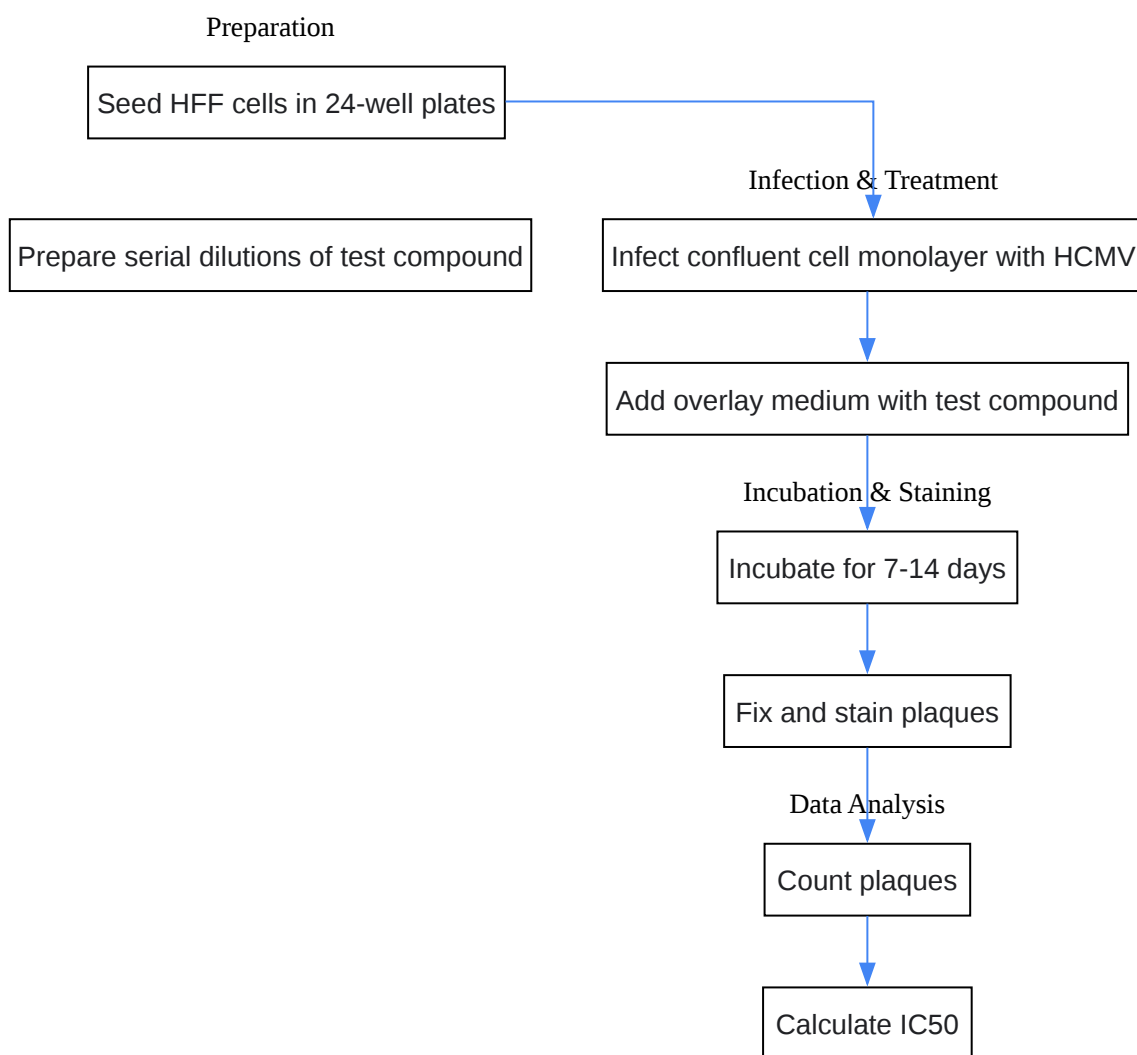 Preparation
Seed HFF cells in 24-well plates
Infection & Treatment
Prepare serial dilutions of test compound
Infect confluent cell monolayer with HCMV
Add overlay medium with test compound
Incubation & Staining
Incubate for 7-14 days
Fix and stain plaques
Data Analysis
Count plaques
Calculate IC50